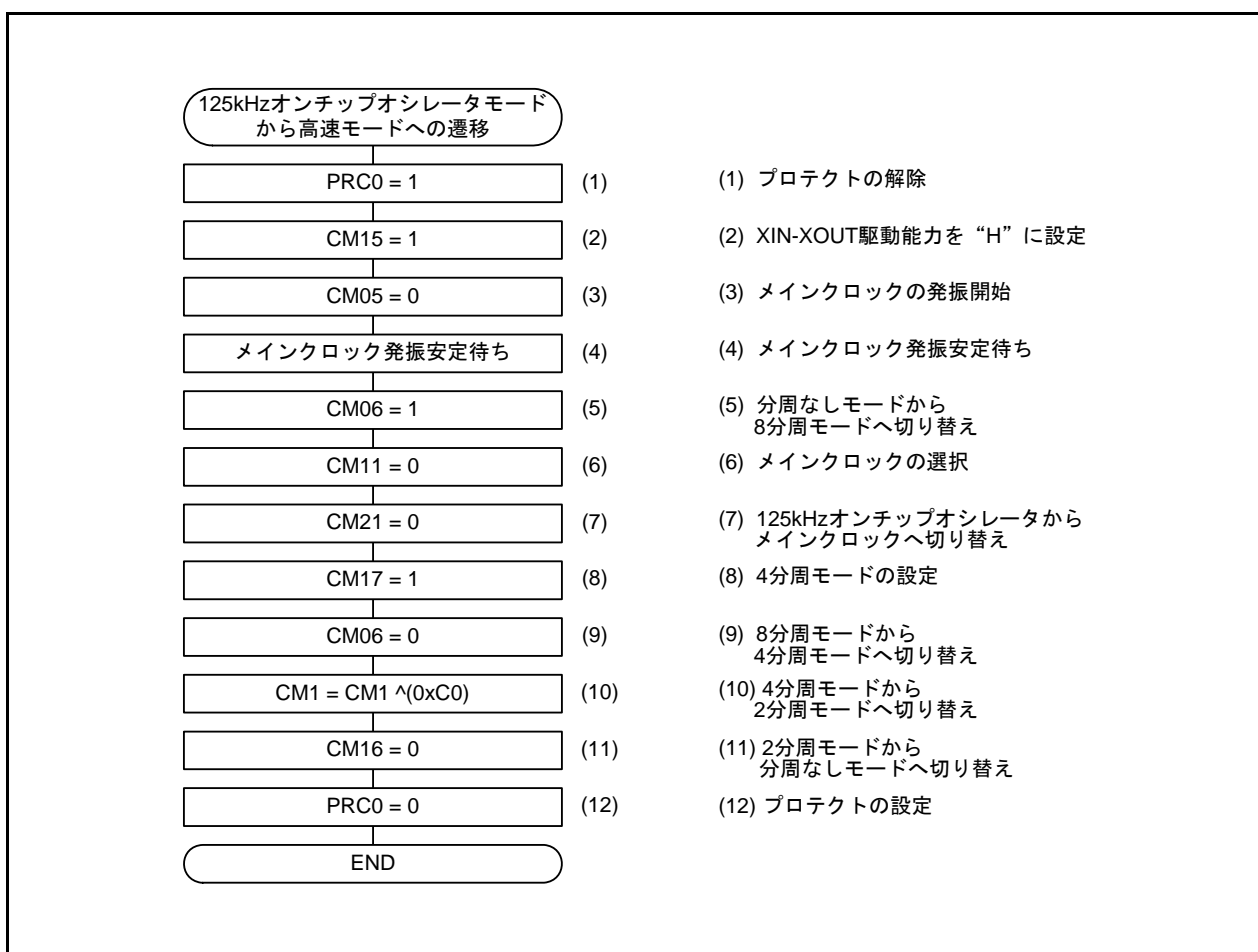 125kHzオンチップオシレータモード
から高速モードへの遷移
PRC0 = 1
(1)
(1) プロテクトの解除
CM15 = 1
(2)
(2) XIN-XOUT駆動能力を“H”に設定
CM05 = 0
(3)
(3) メインクロックの発振開始
メインクロック発振安定待ち
(4)
(4) メインクロック発振安定待ち
CM06 = 1
(5)
(5) 分周なしモードから
8分周モードへ切り替え
CM11 = 0
(6)
(6) メインクロックの選択
CM21 = 0
(7)
(7) 125kHzオンチップオシレータから
メインクロックへ切り替え
CM17 = 1
(8)
(8) 4分周モードの設定
CM06 = 0
(9)
(9) 8分周モードから
4分周モードへ切り替え
CM1 = CM1 ^(0xC0)
(10)
(10) 4分周モードから
2分周モードへ切り替え
CM16 = 0
(11)
(11) 2分周モードから
分周なしモードへ切り替え
PRC0 = 0
(12)
(12) プロテクトの設定
END